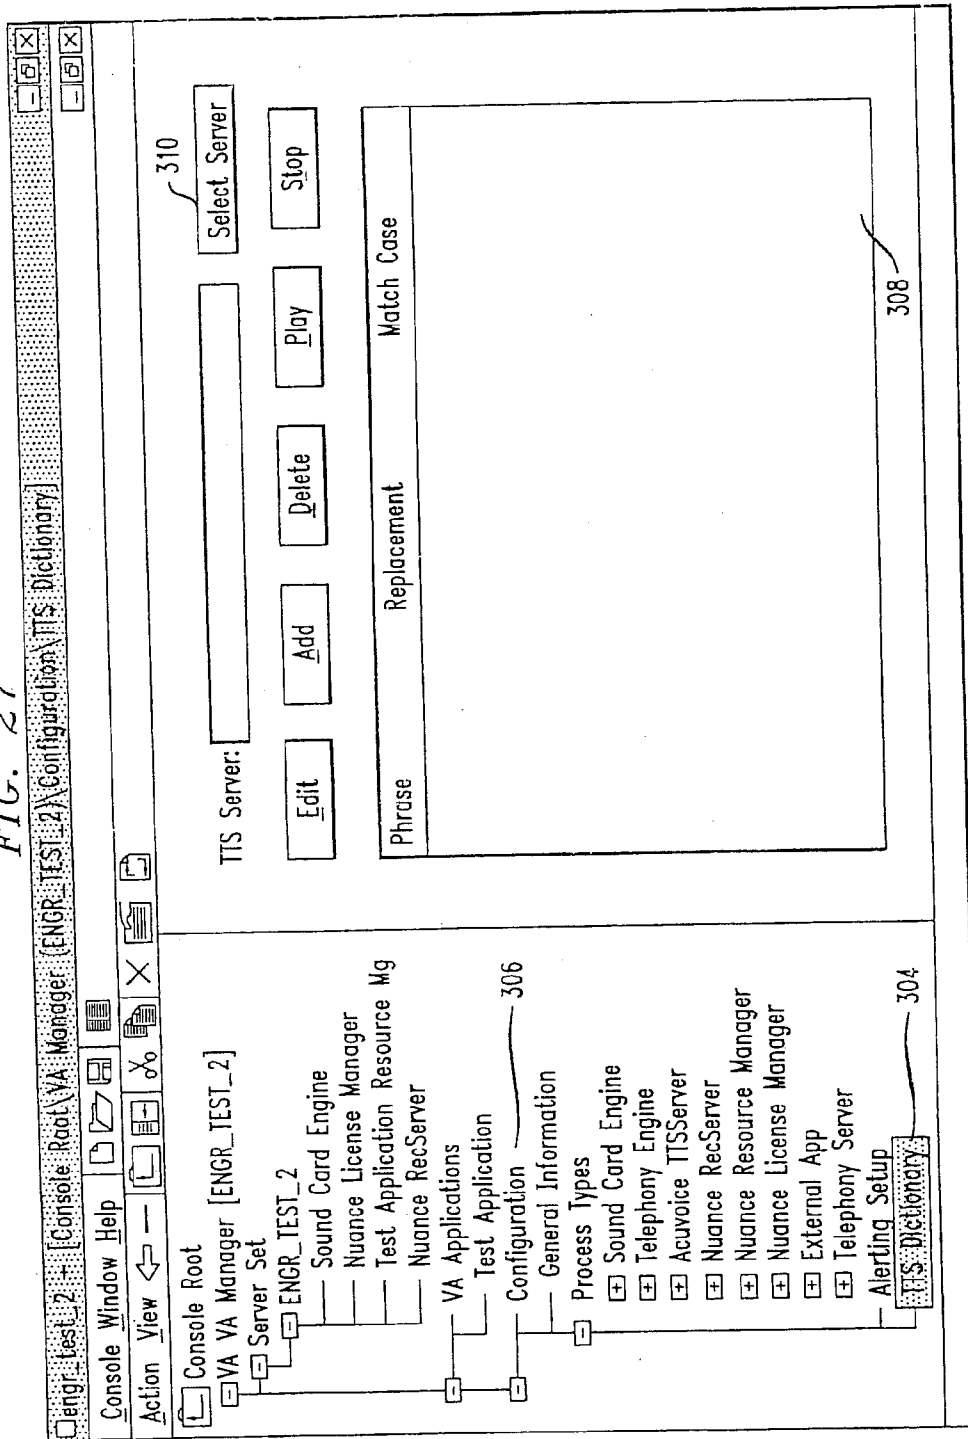 FIG. 27
engr_test_2 - [Console Root\VA Manager (ENGR_TEST_2)\Configuration\TTS Dictionary]
Console Window Help
Action View
Console Root
VA VA Manager [ENGR_TEST_2]
Server Set
ENGR_TEST_2
Sound Card Engine
Nuance License Manager
Test Application Resource Mg
Nuance RecServer
VA Applications
Test Application
Configuration
306
General Information
Process Types
Sound Card Engine
Telephony Engine
Acuvoice TTSServer
Nuance RecServer
Nuance Resource Manager
Nuance License Manager
External App
Telephony Server
Alerting Setup
TTS Dictionary
304
TTS Server:
Select Server
310
Edit
Add
Delete
Play
Stop
Phrase Replacement Match Case
308